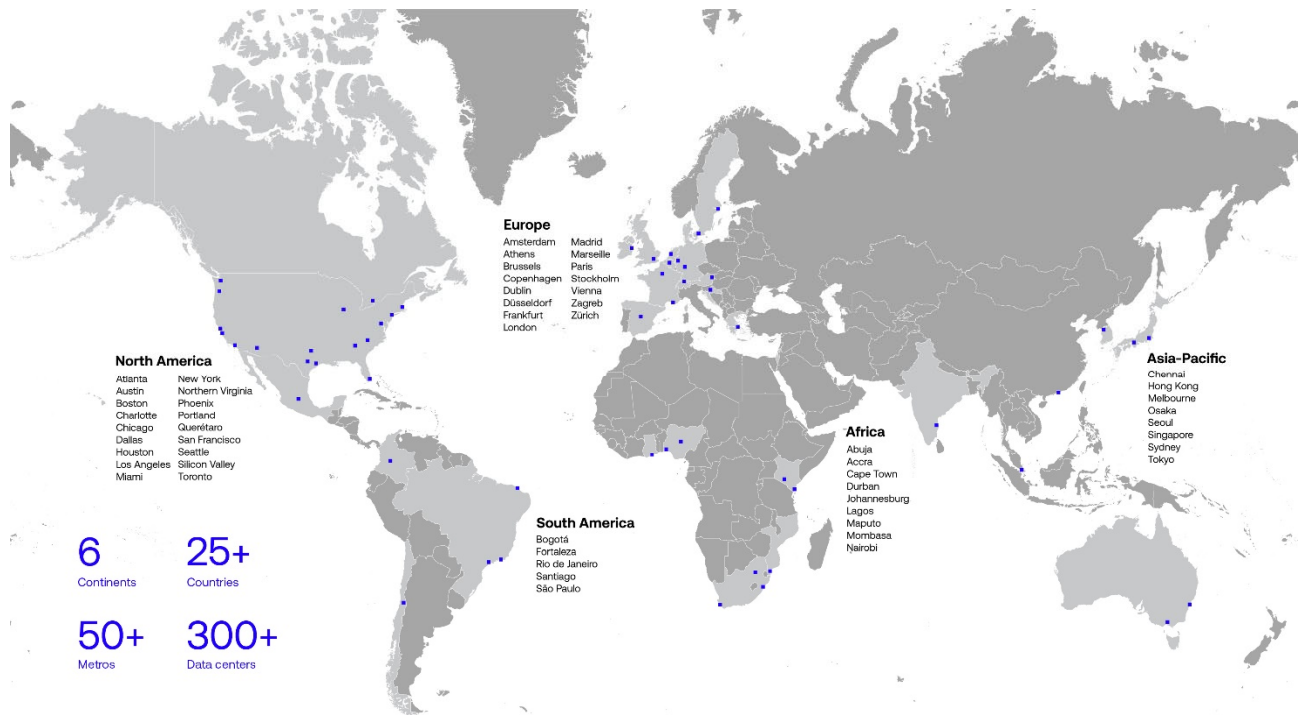 Europe
Amsterdam Madrid
Athens Marseille
Brussels Paris
Copenhagen Stockholm
Dublin Vienna
Düsseldorf Zagreb
Frankfurt Zürich
London
North America
Atlanta New York
Austin Northern Virginia
Boston Phoenix
Charlotte Portland
Chicago Querétaro
Dallas San Francisco
Houston Seattle
Los Angeles Silicon Valley
Miami Toronto
Asia-Pacific
Chennai
Hong Kong
Melbourne
Osaka
Seoul
Singapore
Sydney
Tokyo
Africa
Abuja
Accra
Cape Town
Durban
Johannesburg
Lagos
Maputo
Mombasa
Nairobi
South America
Bogotá
Fortaleza
Rio de Janeiro
Santiago
São Paulo
6 25+
Continents Countries
50+ 300+
Metros Data centers